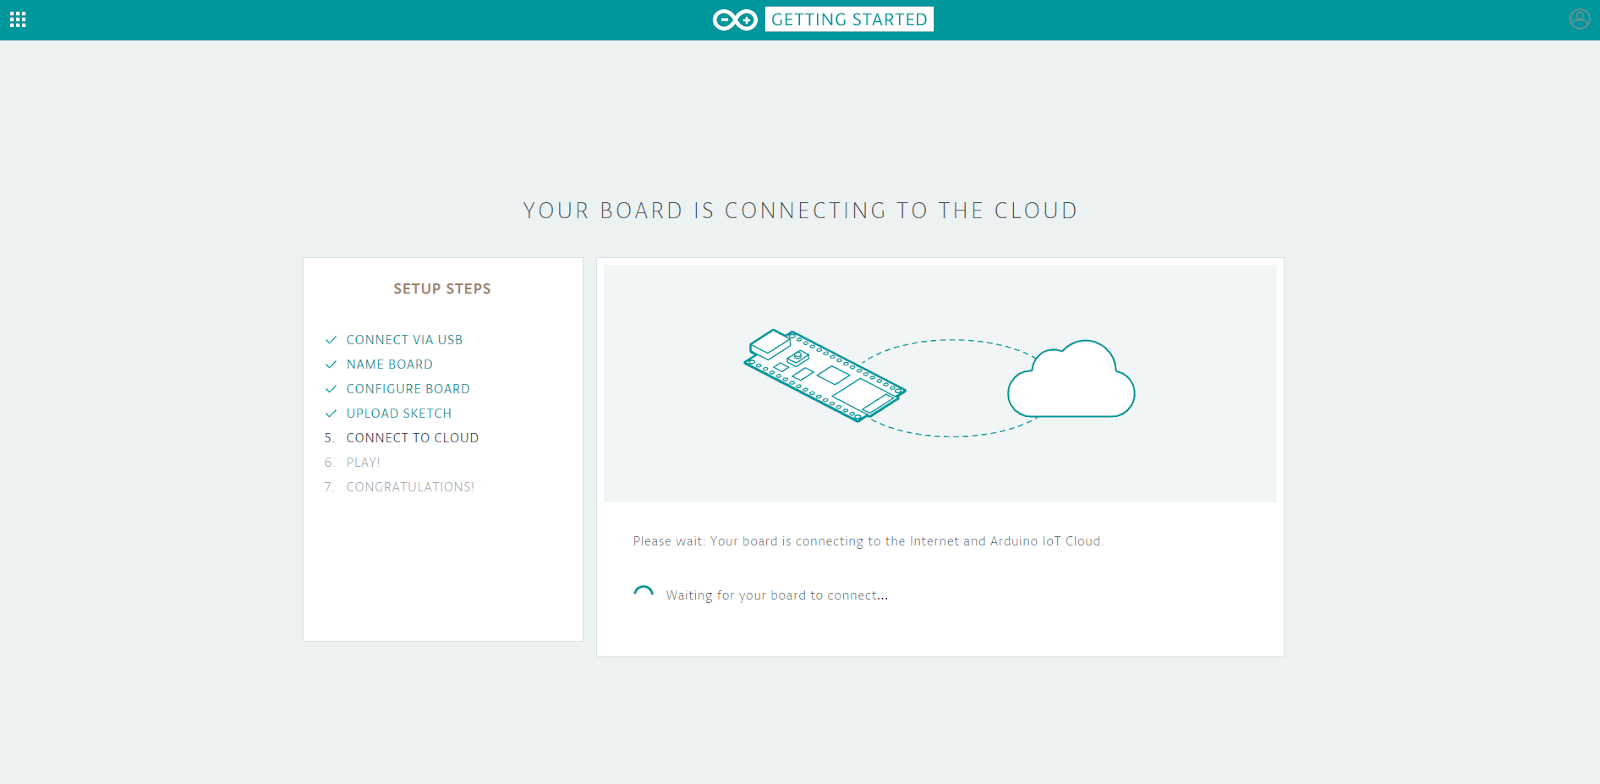 GETTING STARTED
YOUR BOARD IS CONNECTING TO THE CLOUD
SETUP STEPS
CONNECT VIA USB
NAME BOARD
CONFIGURE BOARD
UPLOAD SKETCH
5. CONNECT TO CLOUD
6. PLAY!
7. CONGRATULATIONS!
Please wait: Your board is connecting to the Internet and Arduino IoT Cloud.
Waiting for your board to connect...